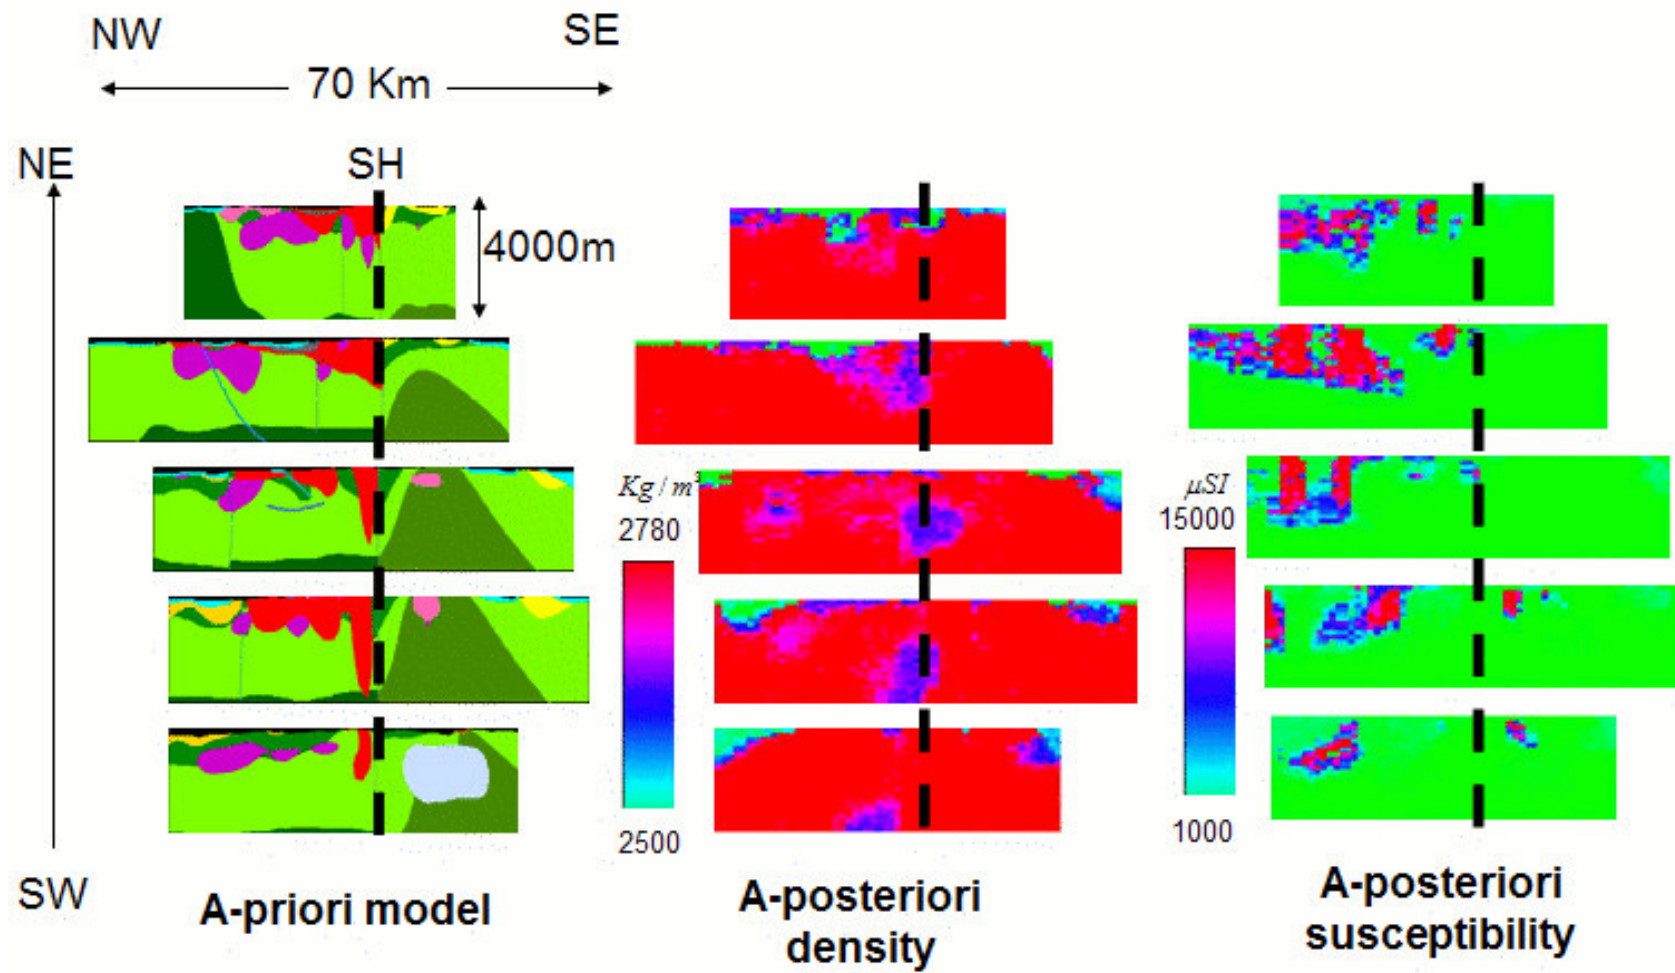 NW
SE
70 Km
NE
SH
4000m
Kg / m³
2780
2500
µSI
15000
1000
SW
A-priori model
A-posteriori
density
A-posteriori
susceptibility